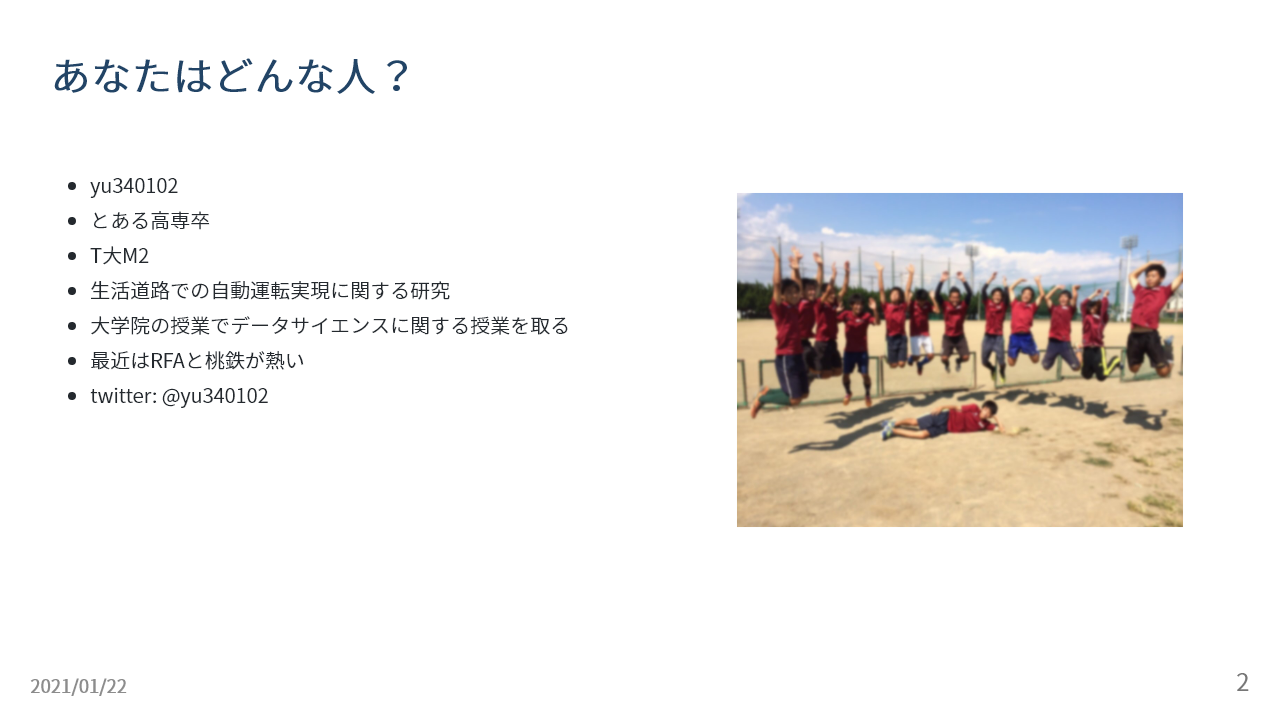 あなたはどんな人？
yu340102
とある高専卒
T大M2
生活道路での自動運転実現に関する研究
大学院の授業でデータサイエンスに関する授業を取る
最近はRFAと桃鉄が熱い
twitter: @yu340102
2021/01/22
2